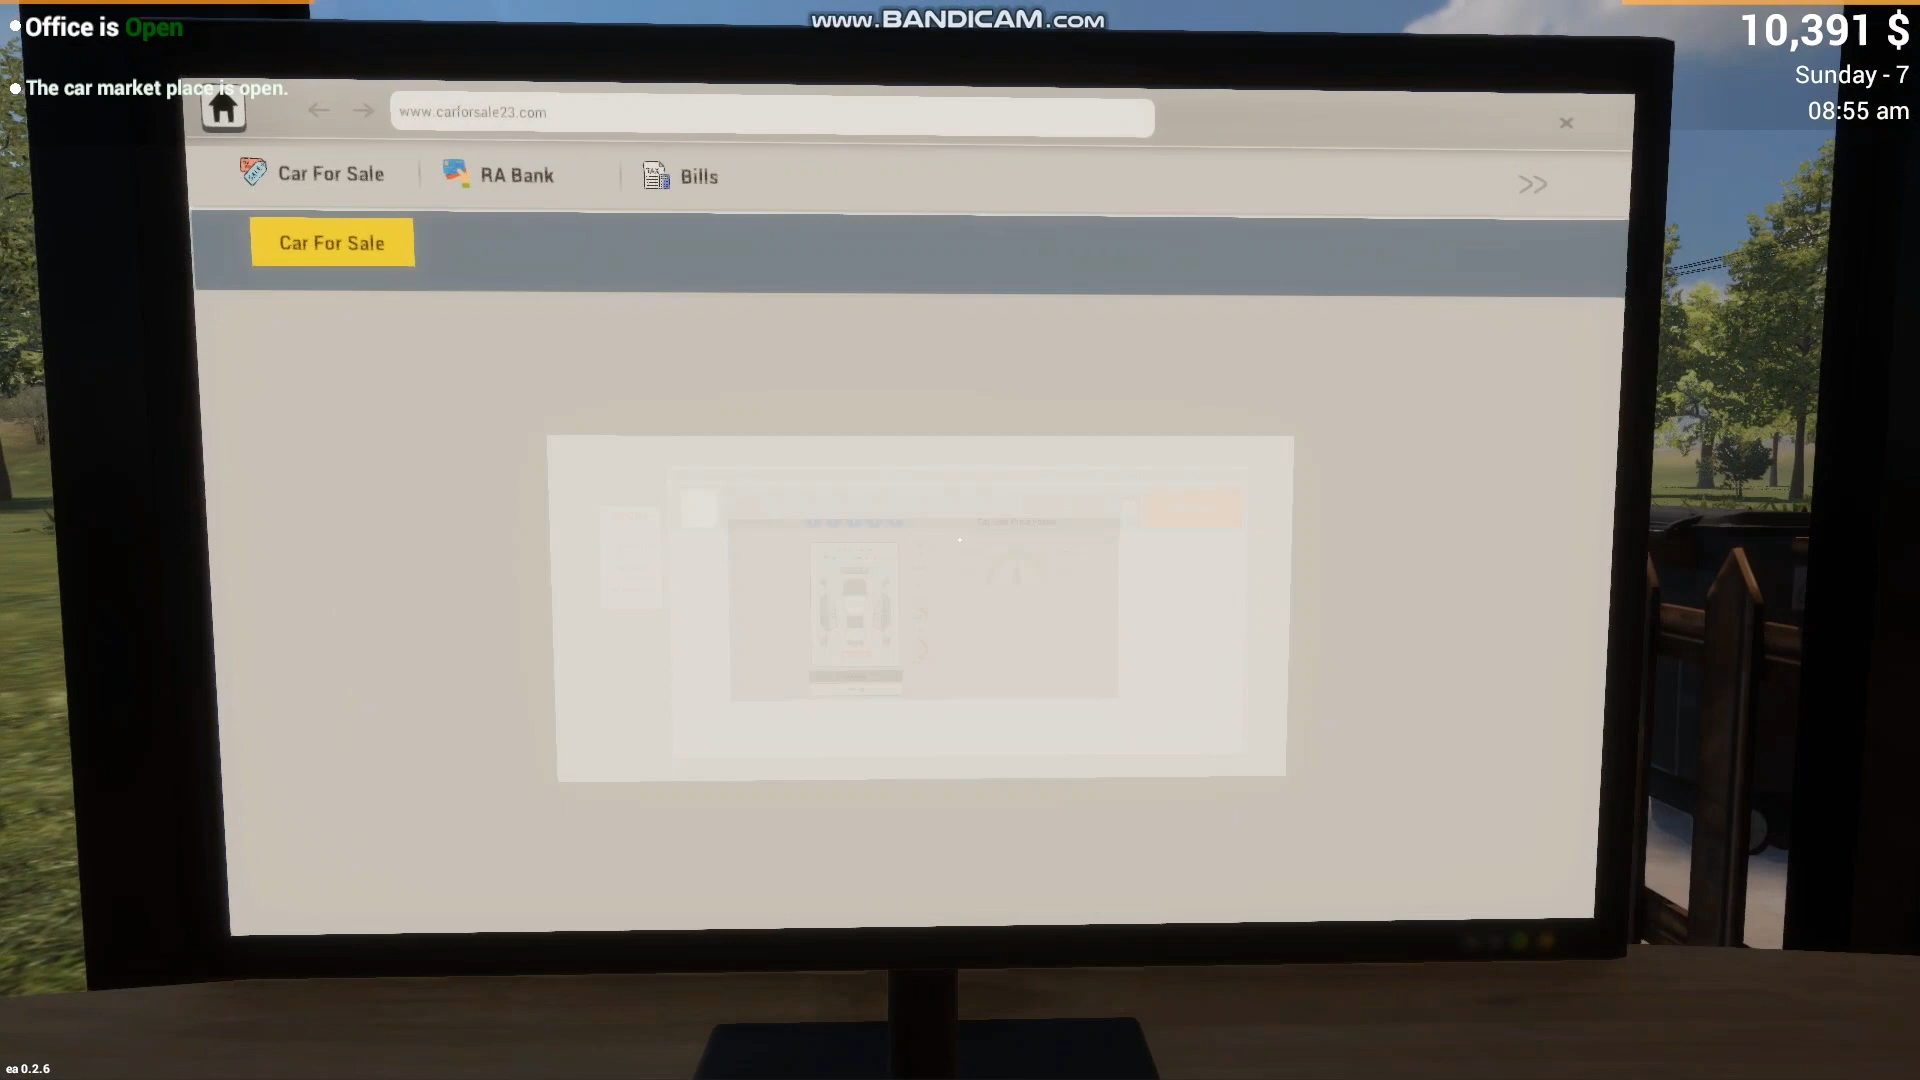 www.BANDICAM.com
Office is Open
10,391 $
Sunday - 7
08:55 am
The car market place is open.
www.carforsale23.com
Car For Sale
RA Bank
Bills
>>
Car For Sale
ea 0.2.6